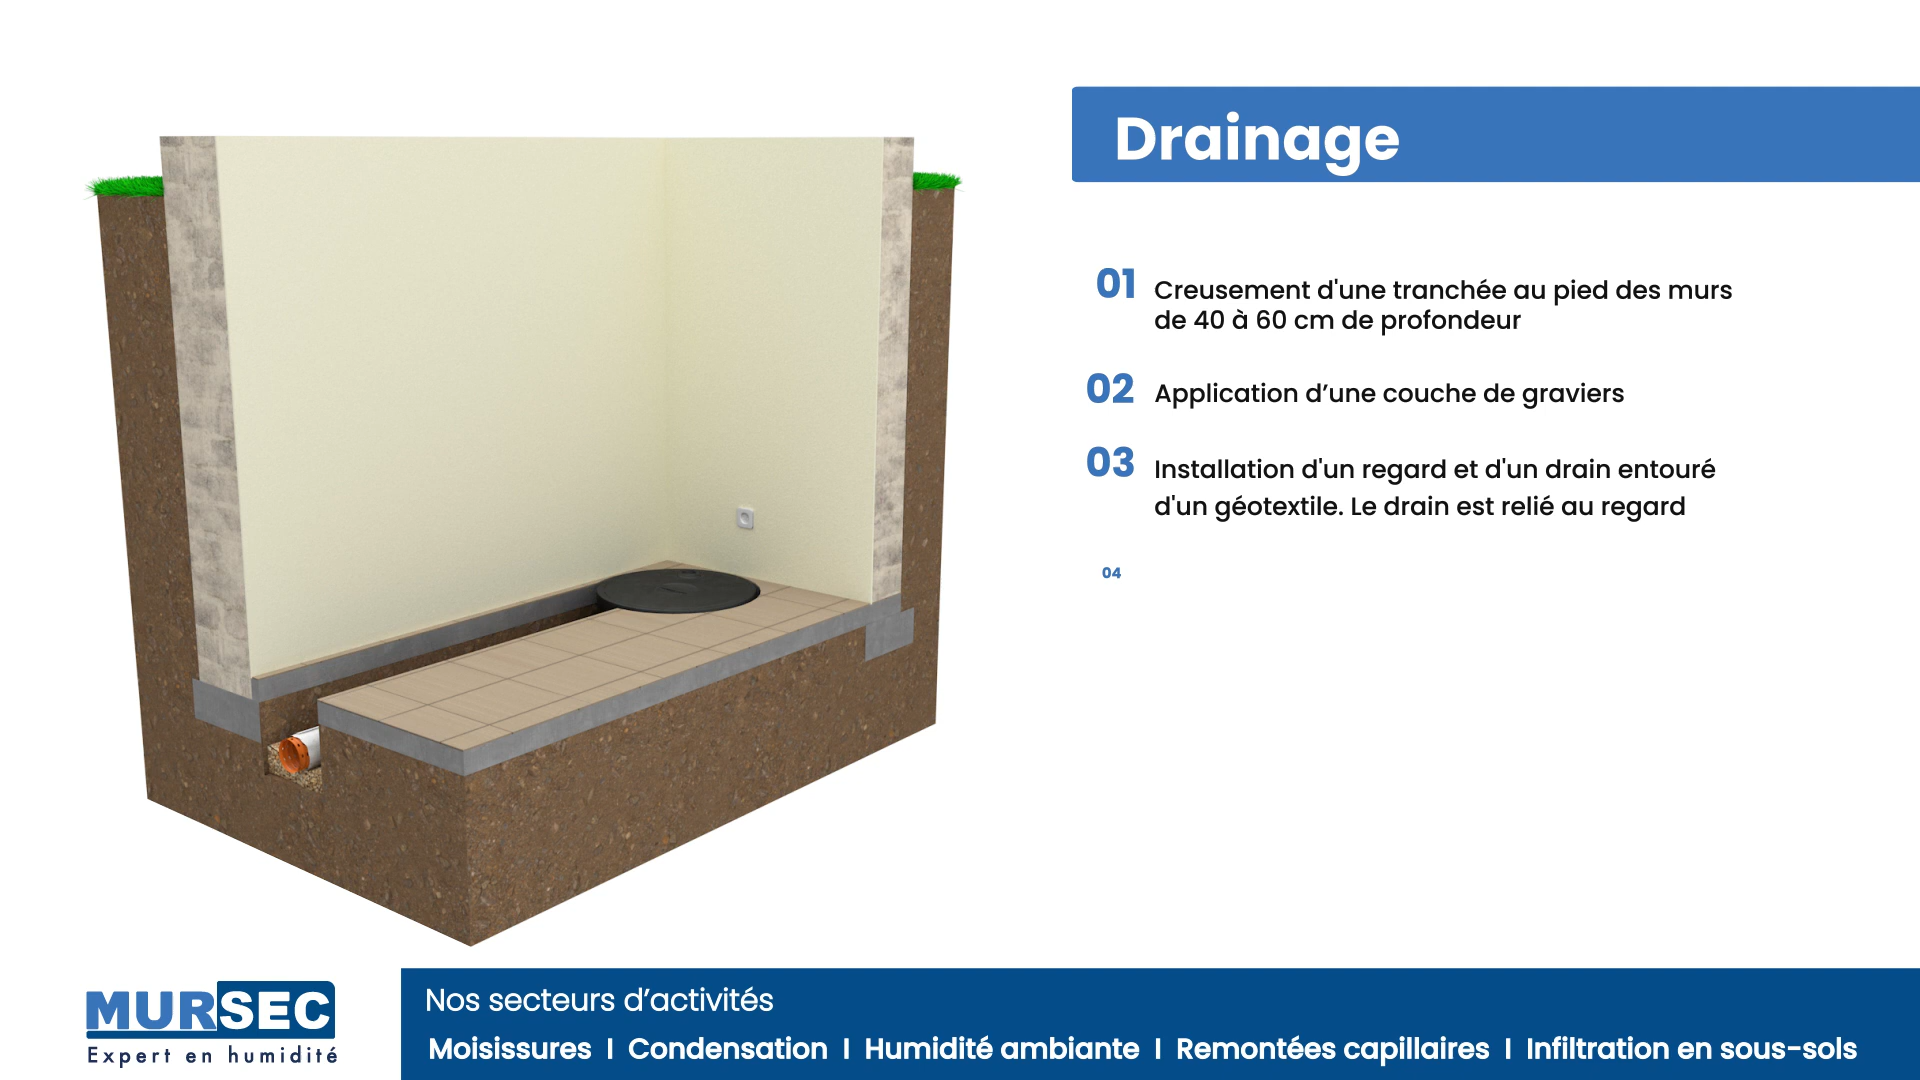 Drainage
01 Creusement d'une tranchée au pied des murs
de 40 à 60 cm de profondeur
02 Application d’une couche de graviers
03 Installation d'un regard et d'un drain entouré
d'un géotextile. Le drain est relié au regard
04
MURSEC
Expert en humidité
Nos secteurs d’activités
Moisissures I Condensation I Humidité ambiante I Remontées capillaires I Infiltration en sous-sols